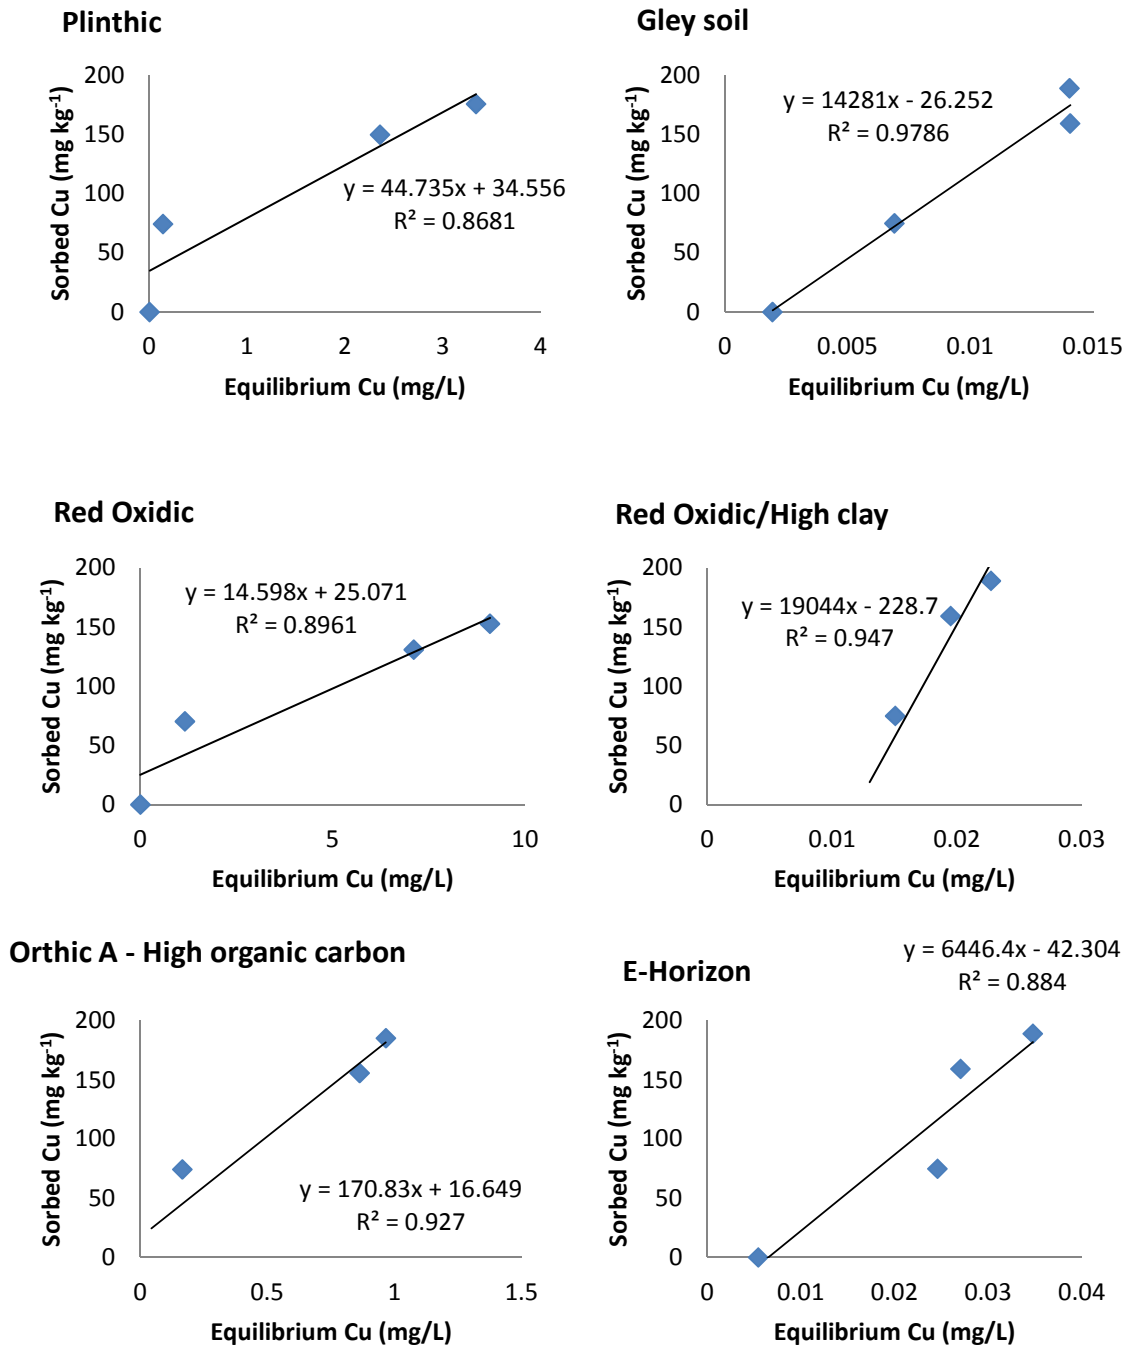 Plinthic
Sorbed Cu (mg kg⁻¹)
200
150
100
50
0
y = 44.735x + 34.556
R² = 0.8681
0 1 2 3 4
Equilibrium Cu (mg/L)
Gley soil
Sorbed Cu (mg kg⁻¹)
200
150
100
50
0
y = 14281x - 26.252
R² = 0.9786
0 0.005 0.01 0.015
Equilibrium Cu (mg/L)
Red Oxidic
Sorbed Cu (mg kg⁻¹)
200
150
100
50
0
y = 14.598x + 25.071
R² = 0.8961
0 5 10
Equilibrium Cu (mg/L)
Red Oxidic/High clay
Sorbed Cu (mg kg⁻¹)
200
150
100
50
0
y = 19044x - 228.7
R² = 0.947
0 0.01 0.02 0.03
Equilibrium Cu (mg/L)
Orthic A - High organic carbon
Sorbed Cu (mg kg⁻¹)
200
150
100
50
0
y = 170.83x + 16.649
R² = 0.927
0 0.5 1 1.5
Equilibrium Cu (mg/L)
E-Horizon
y = 6446.4x - 42.304
R² = 0.884
Sorbed Cu (mg kg⁻¹)
200
150
100
50
0
0 0.01 0.02 0.03 0.04
Equilibrium Cu (mg/L)